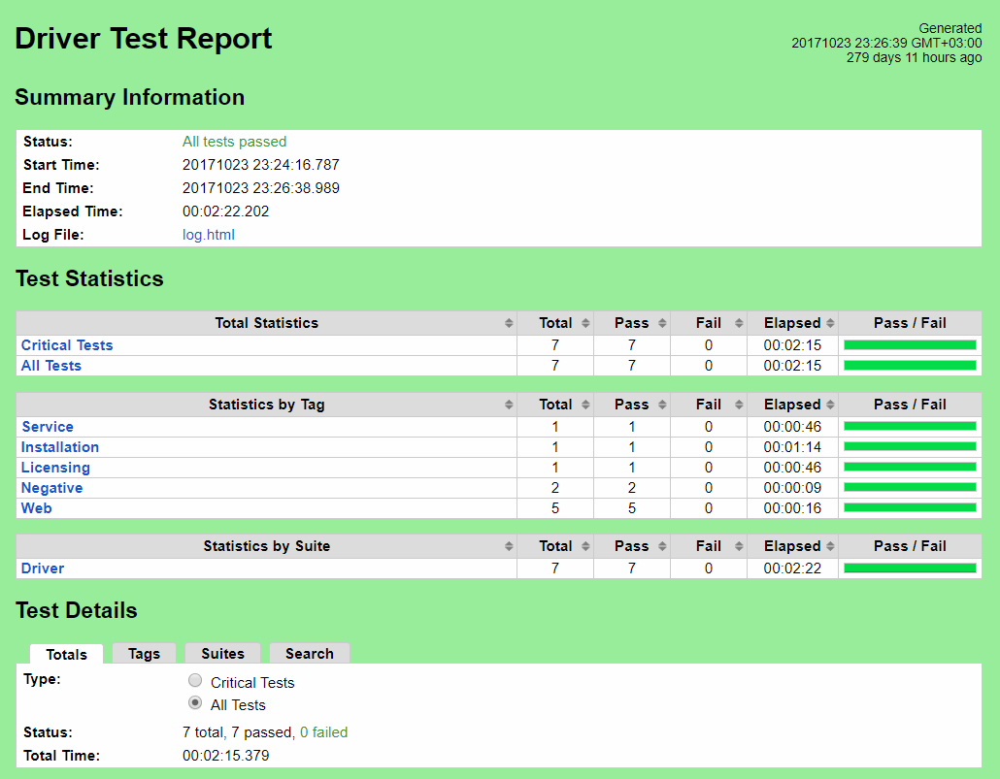 Driver Test Report
Generated
20171023 23:26:39 GMT+03:00
279 days 11 hours ago
Summary Information
Status: All tests passed
Start Time: 20171023 23:24:16.787
End Time: 20171023 23:26:38.989
Elapsed Time: 00:02:22.202
Log File: log.html
Test Statistics
Total Statistics Total Pass Fail Elapsed Pass / Fail
Critical Tests 7 7 0 00:02:15
All Tests 7 7 0 00:02:15
Statistics by Tag Total Pass Fail Elapsed Pass / Fail
Service 1 1 0 00:00:46
Installation 1 1 0 00:01:14
Licensing 1 1 0 00:00:46
Negative 2 2 0 00:00:09
Web 5 5 0 00:00:16
Statistics by Suite Total Pass Fail Elapsed Pass / Fail
Driver 7 7 0 00:02:22
Test Details
Totals Tags Suites Search
Type: Critical Tests
All Tests
Status: 7 total, 7 passed, 0 failed
Total Time: 00:02:15.379